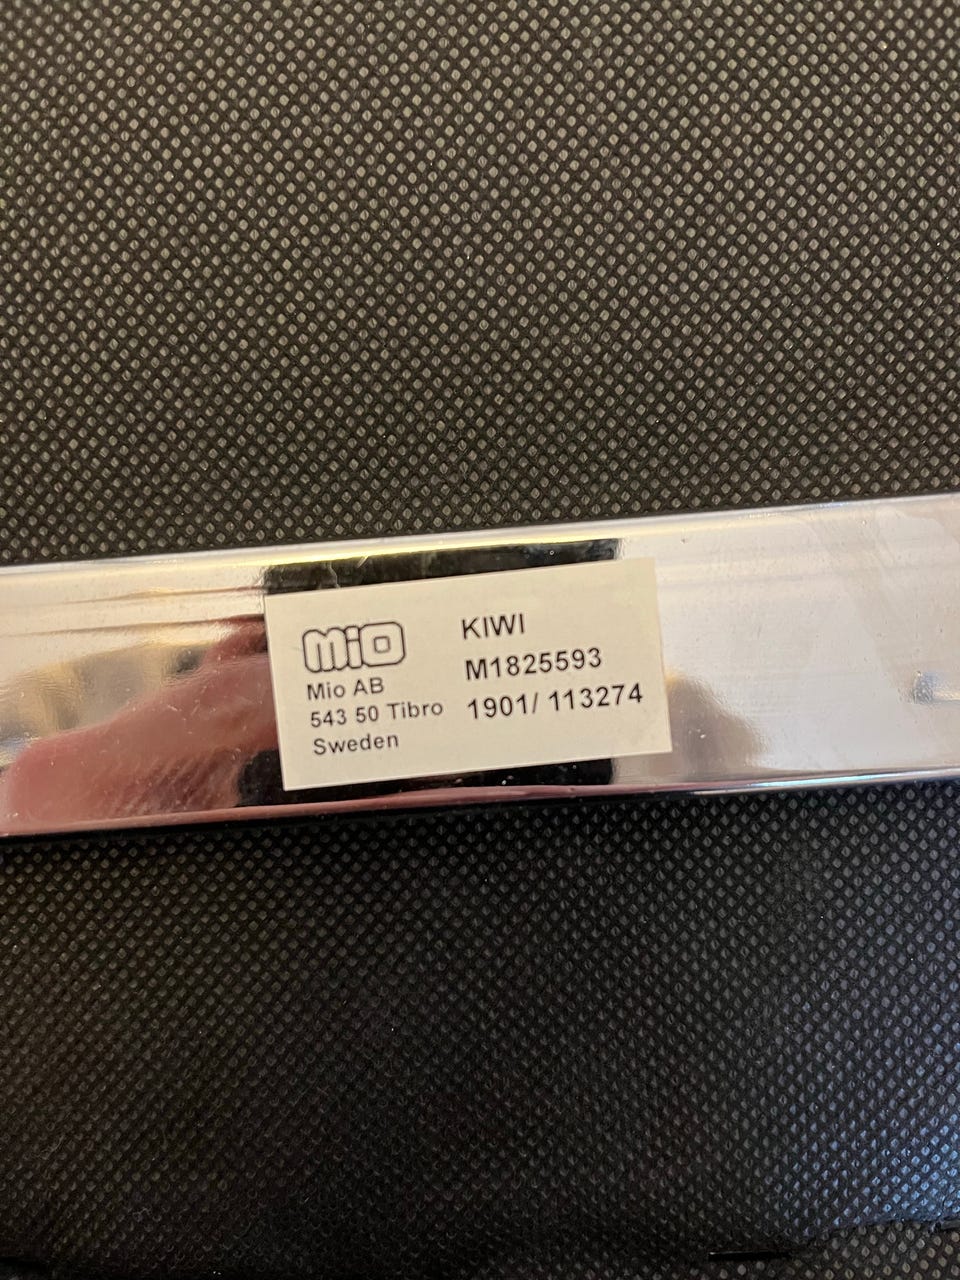 MiO
Mio AB
543 50 Tibro
Sweden
KIWI
M1825593
1901/ 113274